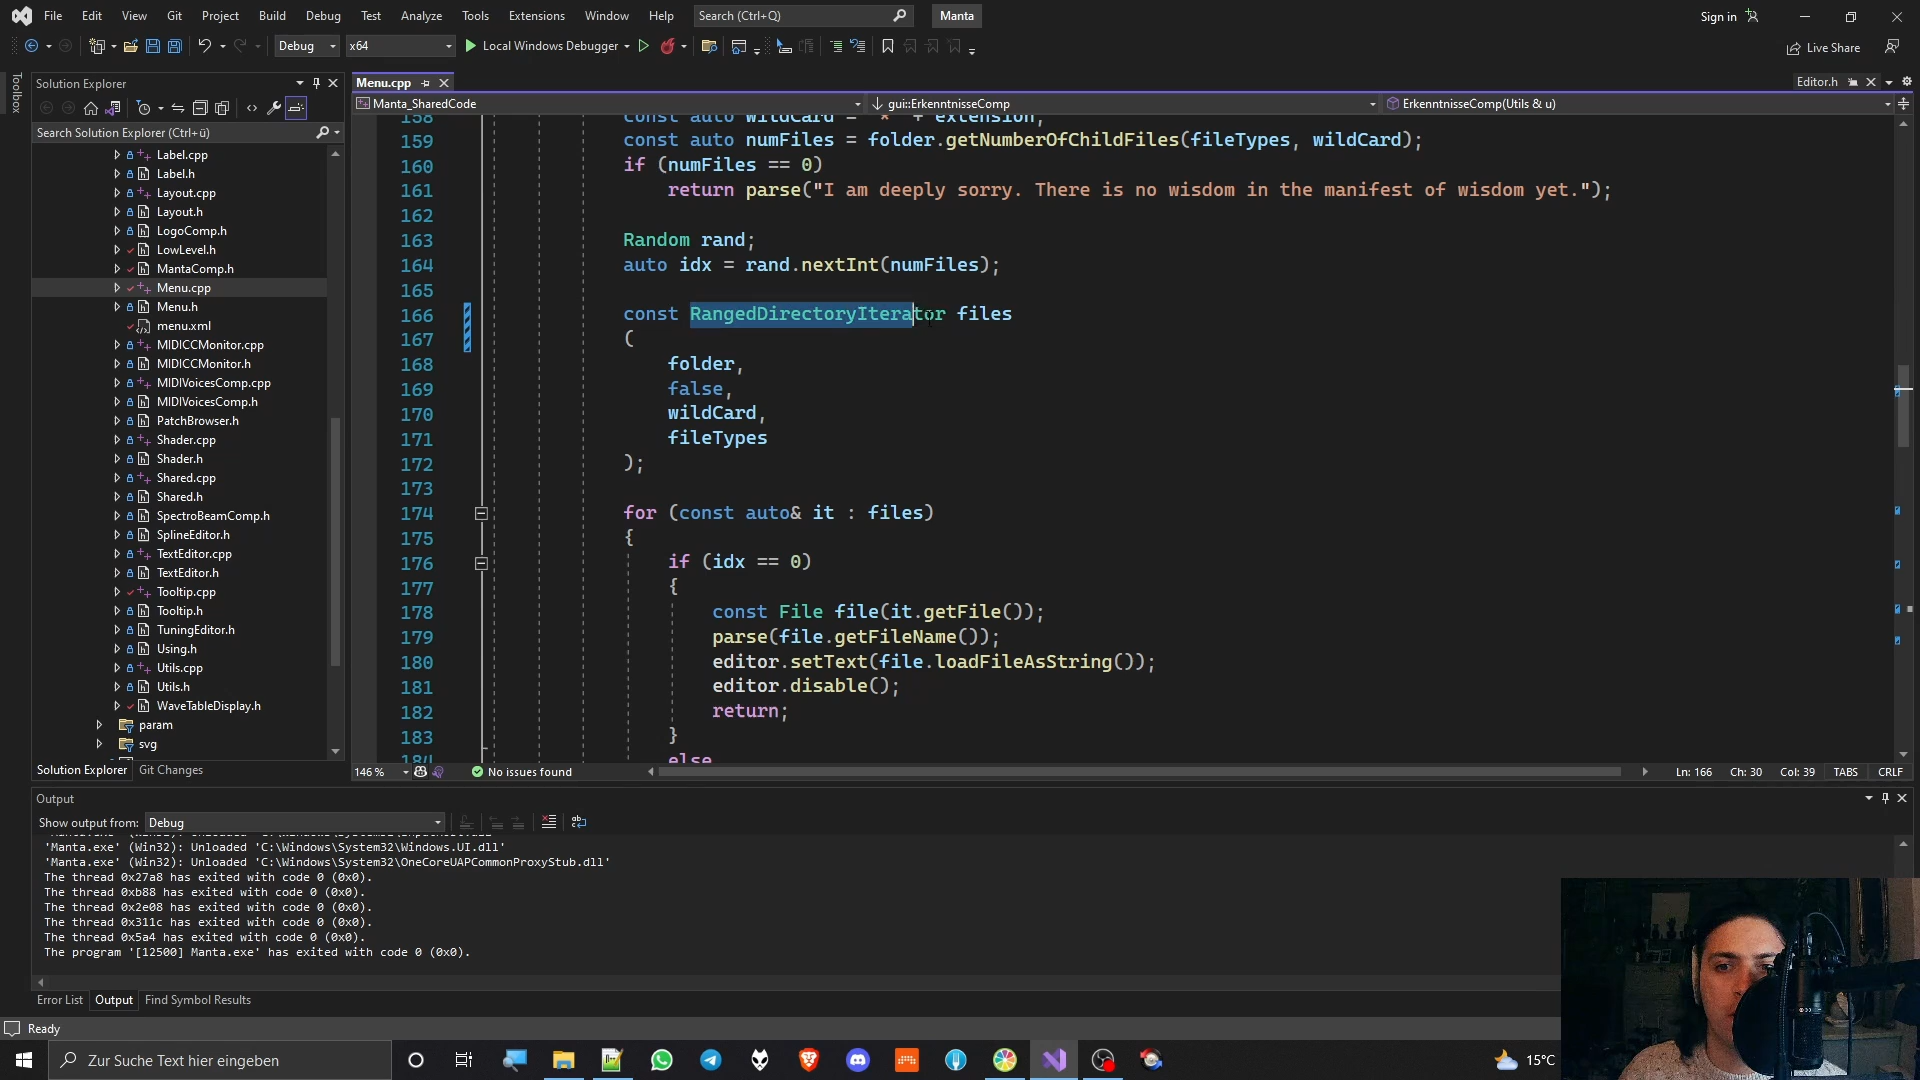 File Edit View Git Project Build Debug Test Analyze Tools Extensions Window Help Search (Ctrl+Q) Manta Sign in
Debug x64 Local Windows Debugger Live Share
Toolbox
Solution Explorer
Search Solution Explorer (Ctrl+ü)
Label.cpp
Label.h
Layout.cpp
Layout.h
LogoComp.h
LowLevel.h
MantaComp.h
Menu.cpp
Menu.h
menu.xml
MIDICCMonitor.cpp
MIDICCMonitor.h
MIDIVoicesComp.cpp
MIDIVoicesComp.h
PatchBrowser.h
Shader.cpp
Shader.h
Shared.cpp
Shared.h
SpectroBeamComp.h
SplineEditor.h
TextEditor.cpp
TextEditor.h
Tooltip.cpp
Tooltip.h
TuningEditor.h
Using.h
Utils.cpp
Utils.h
WaveTableDisplay.h
param
svg
Solution Explorer Git Changes
Menu.cpp Editor.h
Manta_SharedCode gui::ErkenntnisseComp ErkenntnisseComp(Utils & u)
158 const auto wildCard = "*" + extension;
159 const auto numFiles = folder.getNumberOfChildFiles(fileTypes, wildCard);
160 if (numFiles == 0)
161 return parse("I am deeply sorry. There is no wisdom in the manifest of wisdom yet.");
162
163 Random rand;
164 auto idx = rand.nextInt(numFiles);
165
166 const RangedDirectoryIterator files
167 (
168 folder,
169 false,
170 wildCard,
171 fileTypes
172 );
173
174 for (const auto& it : files)
175 {
176 if (idx == 0)
177 {
178 const File file(it.getFile());
179 parse(file.getFileName());
180 editor.setText(file.loadFileAsString());
181 editor.disable();
182 return;
183 }
184 else
146 % No issues found Ln: 166 Ch: 30 Col: 39 TABS CRLF
Output
Show output from: Debug
'Manta.exe' (Win32): Unloaded 'C:\Windows\System32\Windows.UI.dll'
'Manta.exe' (Win32): Unloaded 'C:\Windows\System32\OneCoreUAPCommonProxyStub.dll'
The thread 0x27a8 has exited with code 0 (0x0).
The thread 0xb88 has exited with code 0 (0x0).
The thread 0x2e08 has exited with code 0 (0x0).
The thread 0x311c has exited with code 0 (0x0).
The thread 0x5a4 has exited with code 0 (0x0).
The program '[12500] Manta.exe' has exited with code 0 (0x0).
Error List Output Find Symbol Results
Ready
Zur Suche Text hier eingeben 15°C